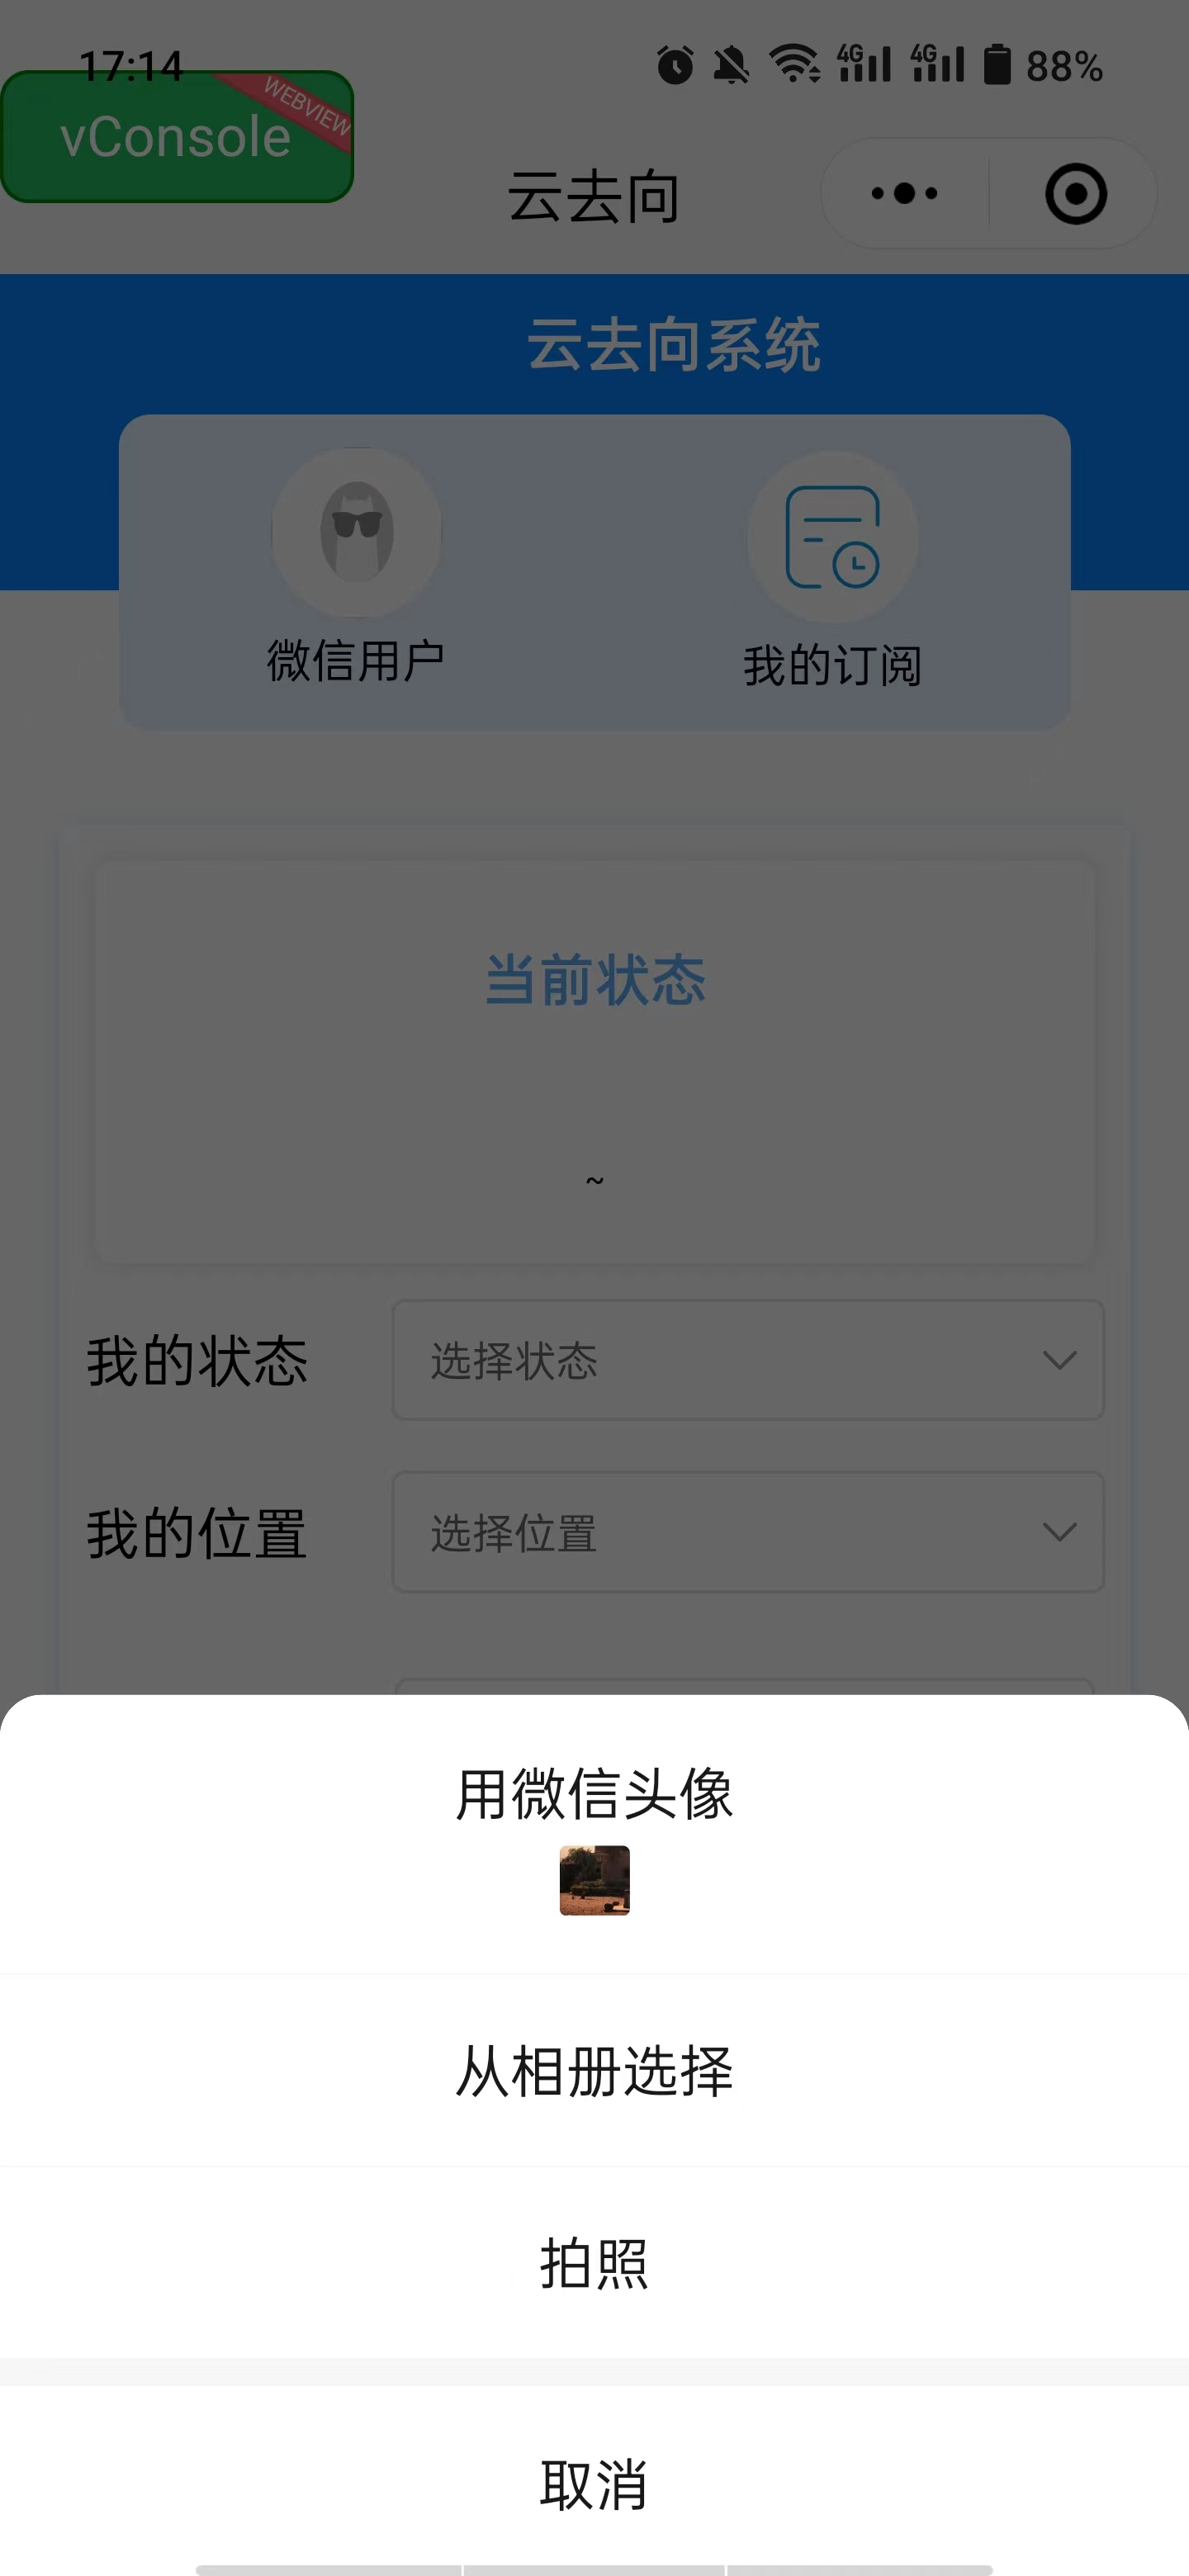 17:14
4G
4G
88%
vConsole
WEBVIEW
云去向
云去向系统
微信用户
我的订阅
当前状态
~
我的状态
选择状态
我的位置
选择位置
用微信头像
从相册选择
拍照
取消